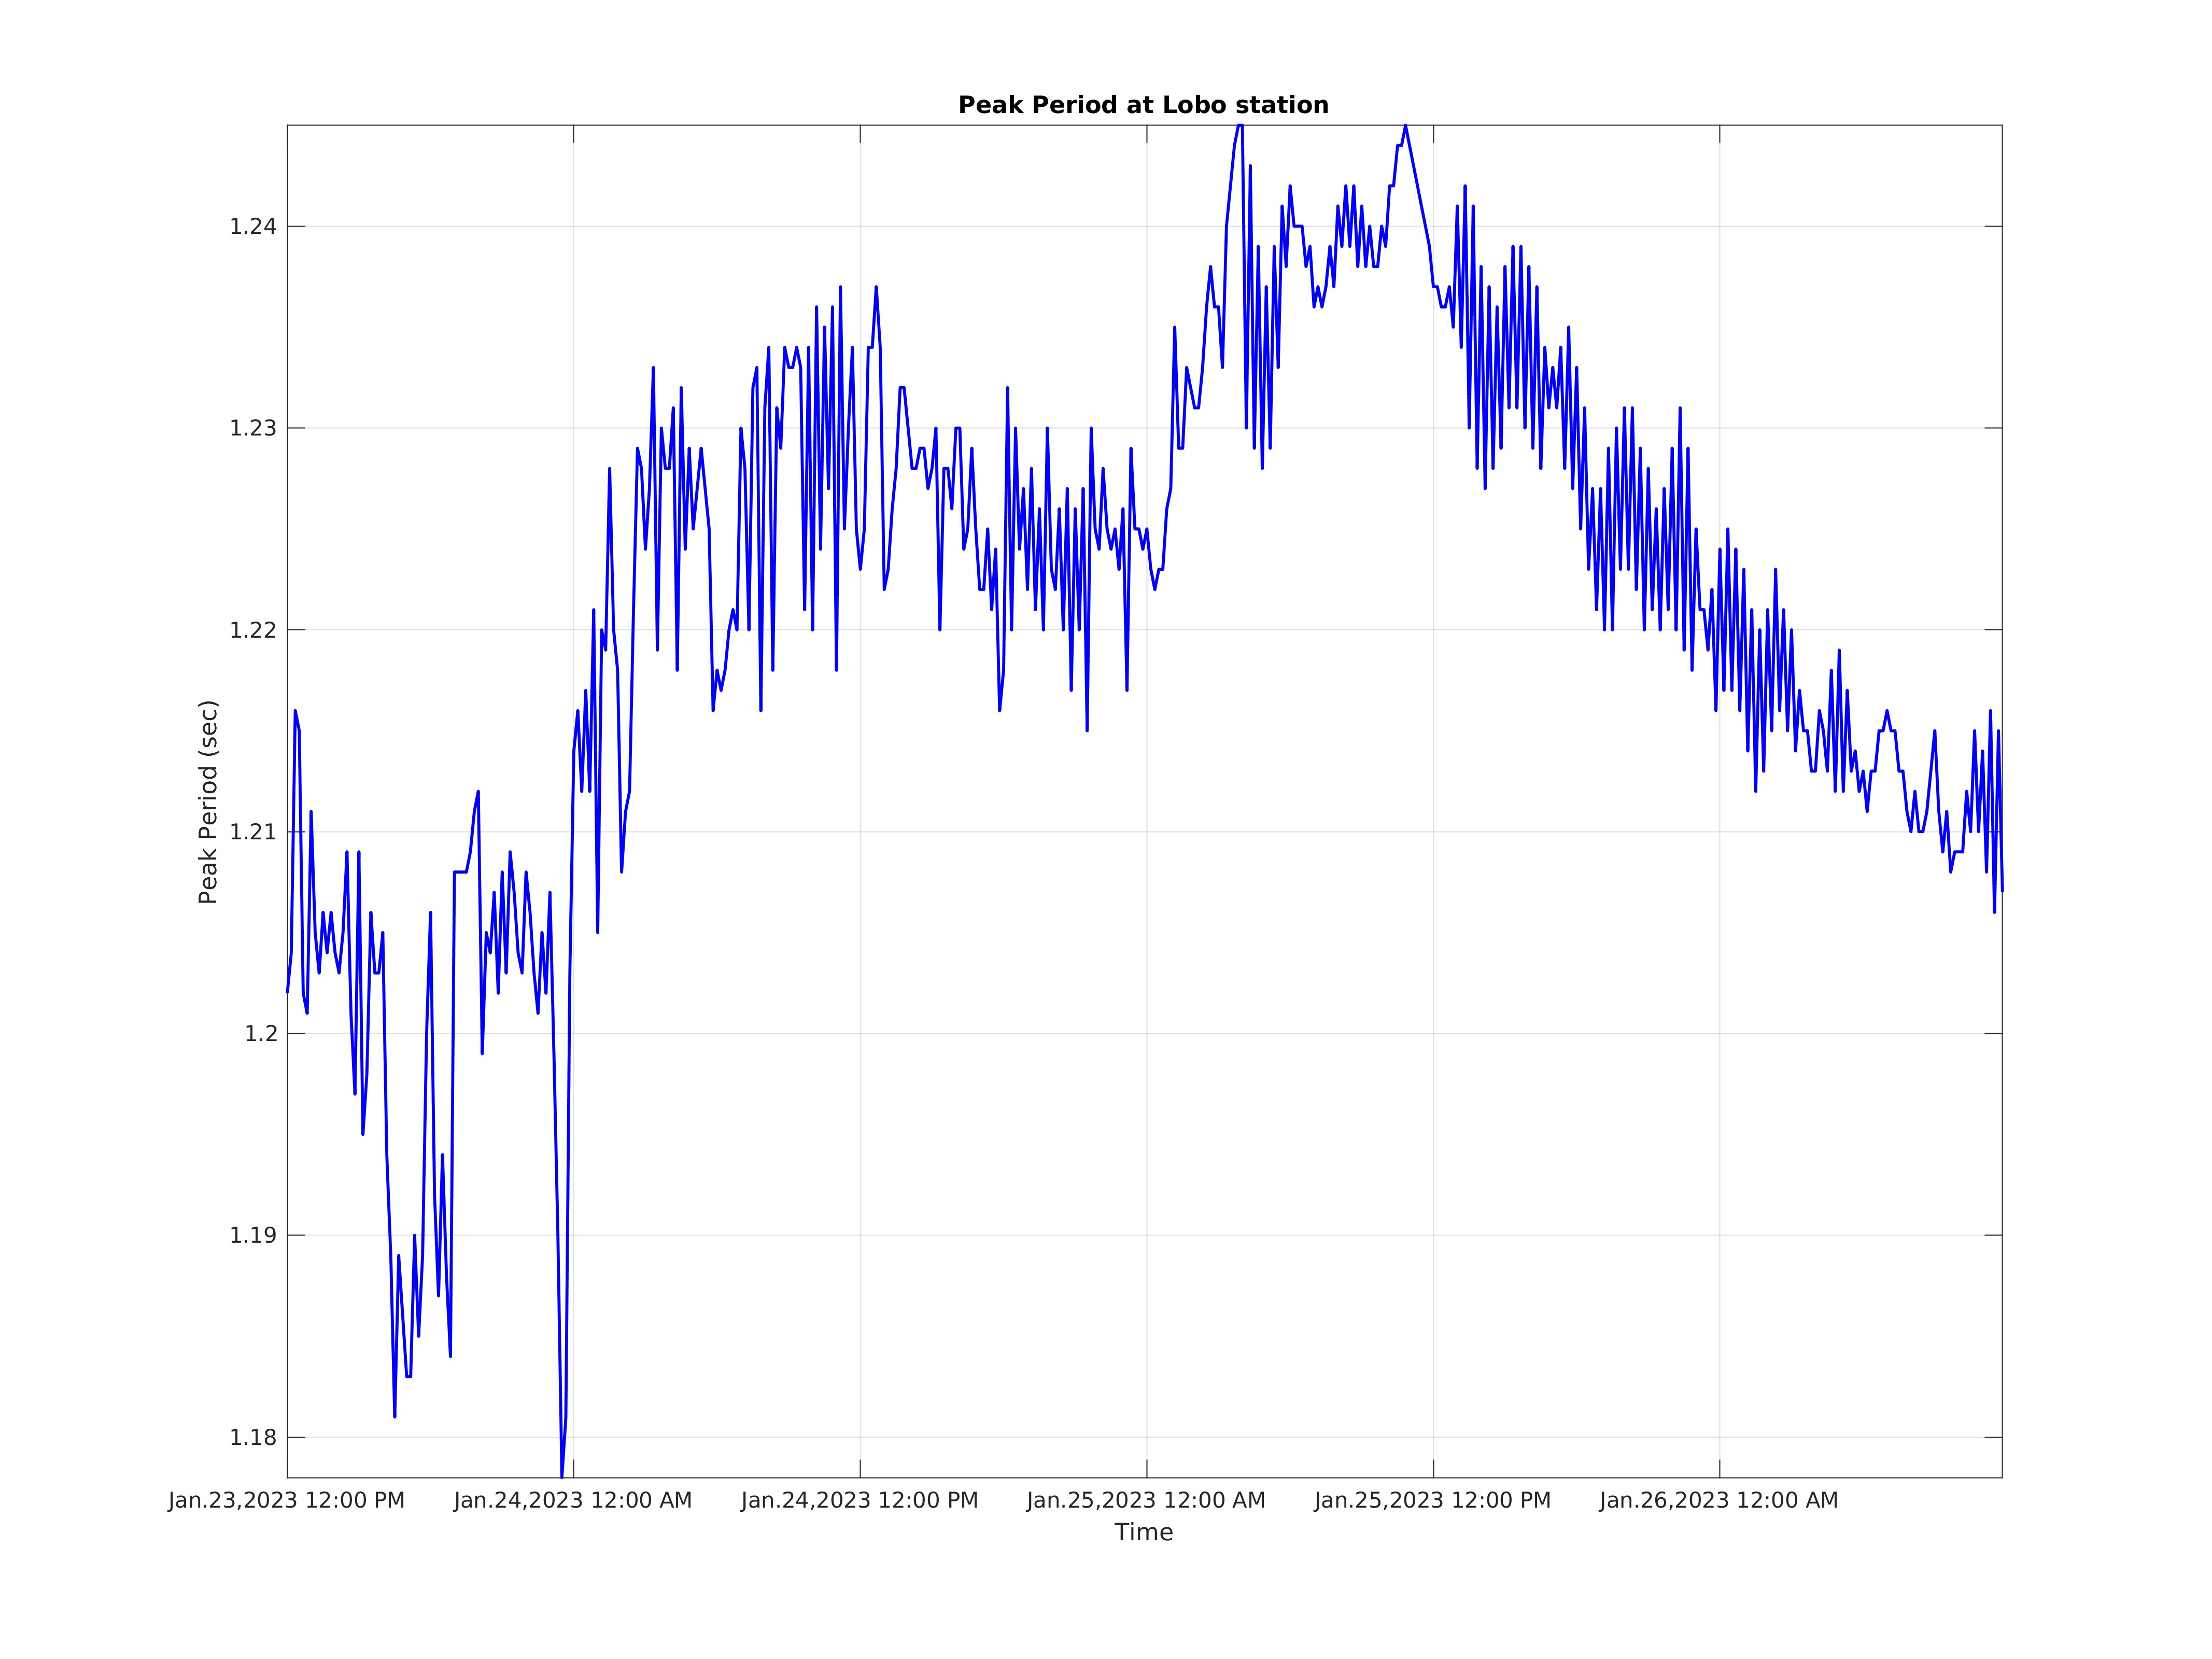 Peak Period at Lobo station
Peak Period (sec)
1.24
1.23
1.22
1.21
1.2
1.19
1.18
Jan.23,2023 12:00 PM
Jan.24,2023 12:00 AM
Jan.24,2023 12:00 PM
Jan.25,2023 12:00 AM
Jan.25,2023 12:00 PM
Jan.26,2023 12:00 AM
Time